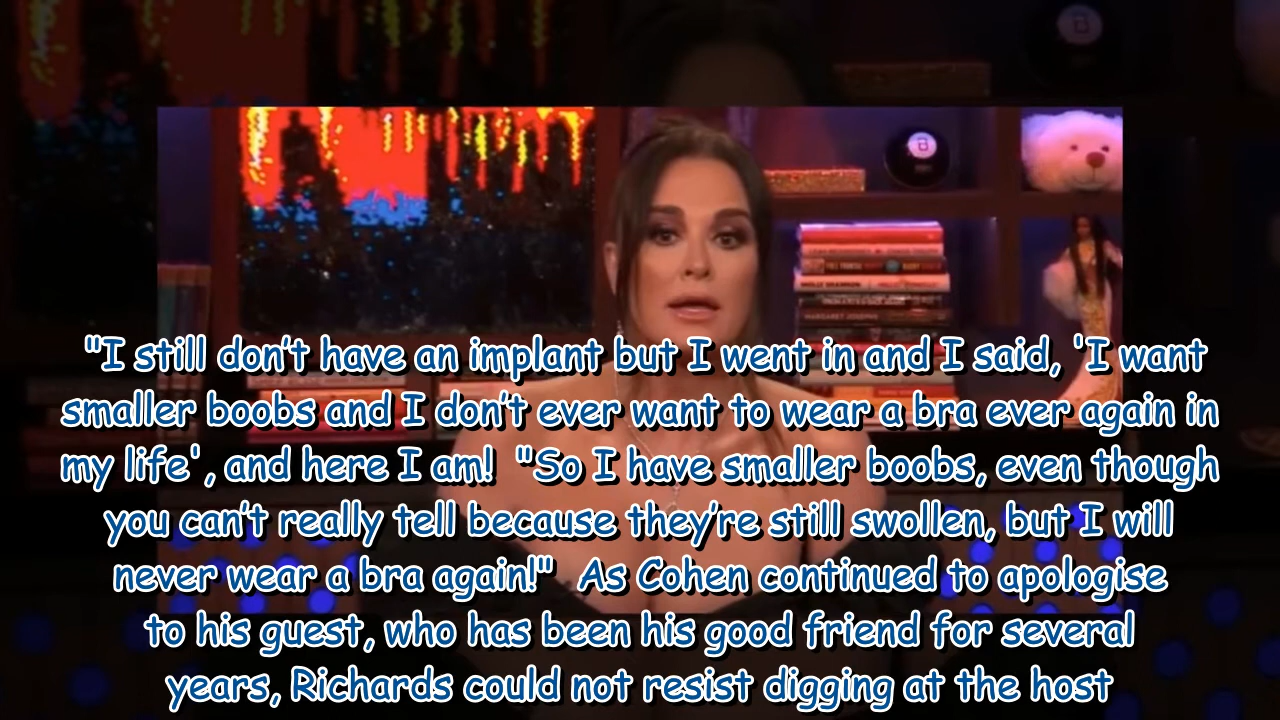 "I still don't have an implant but I went in and I said, 'I want
smaller boobs and I don't ever want to wear a bra ever again in
my life', and here I am!  "So I have smaller boobs, even though
you can't really tell because they're still swollen, but I will
never wear a bra again!"  As Cohen continued to apologise
to his guest, who has been his good friend for several
years, Richards could not resist digging at the host